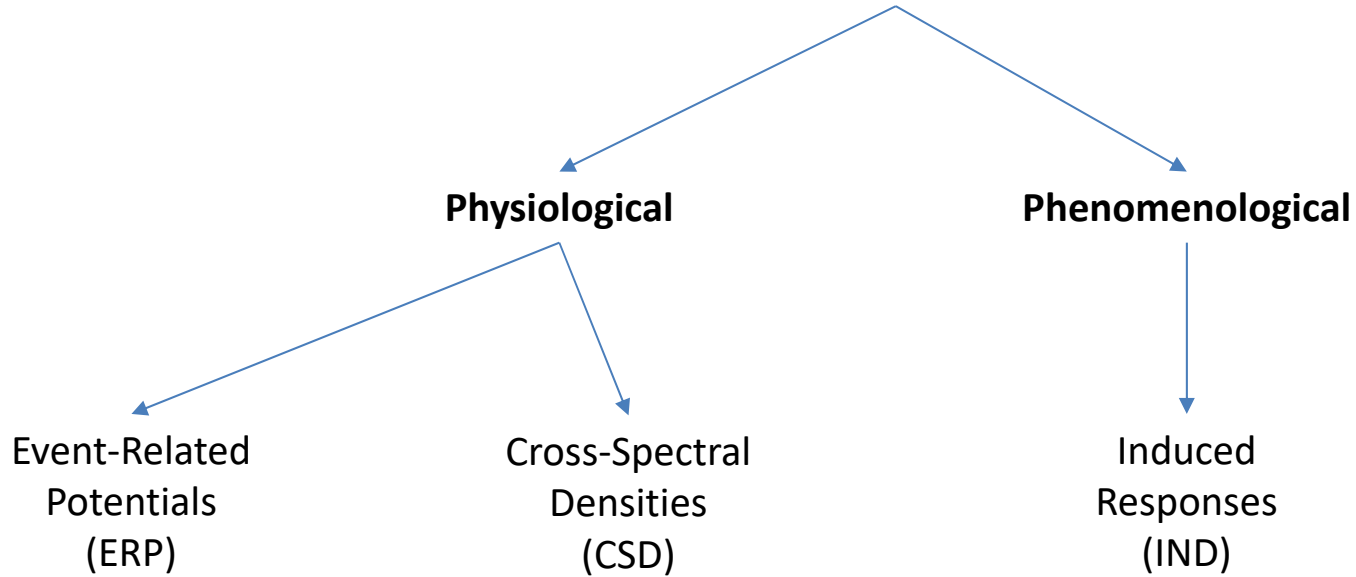 Physiological
Phenomenological
Event-Related
Potentials
(ERP)
Cross-Spectral
Densities
(CSD)
Induced
Responses
(IND)